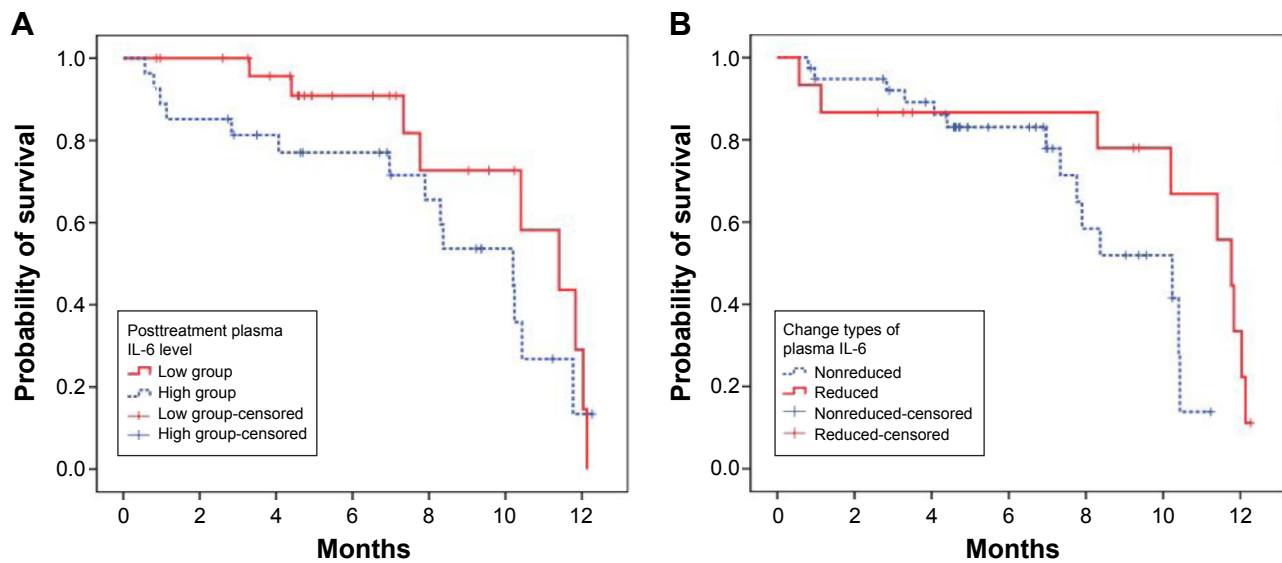 A
Probability of survival
1.0
0.8
0.6
0.4
0.2
0.0
Posttreatment plasma
IL-6 level
Low group
High group
Low group-censored
High group-censored
0 2 4 6 8 10 12
Months
B
Probability of survival
1.0
0.8
0.6
0.4
0.2
0.0
Change types of
plasma IL-6
Nonreduced
Reduced
Nonreduced-censored
Reduced-censored
0 2 4 6 8 10 12
Months